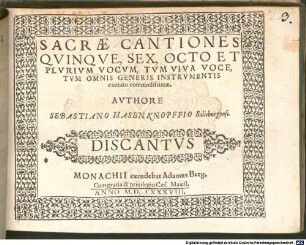 SACRÆ CANTIONES
QVINQVE, SEX, OCTO ET
PLVRIVM VOCVM, TVM VIVA VOCE,
TVM OMNIS GENERIS INSTRVMENTIS
cantatu commodissimæ,
AVTHORE
SEBASTIANO HASENKNOPFFIO Salisburgensi.
DISCANTVS
MONACHII excudebat Adamus Berg.
Cum gratia & priuilegio Cæs. Maiest.
ANNO M.D.LXXXVIII.